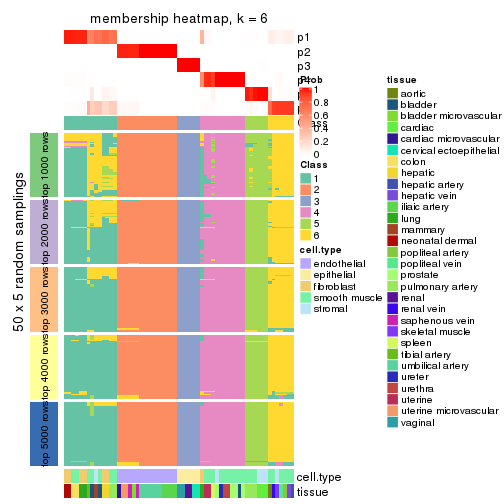 membership heatmap, k = 6
p1
p2
p3
Prob
1
0.8
0.6
0.4
0.2
0
Class
1
2
3
4
5
6
cell.type
endothelial
epithelial
fibroblast
smooth muscle
stromal
tissue
aortic
bladder
bladder microvascular
cardiac
cardiac microvascular
cervical ectoepithelial
colon
hepatic
hepatic artery
hepatic vein
iliaic artery
lung
mammary
neonatal dermal
popliteal artery
popliteal vein
prostate
pulmonary artery
renal
renal vein
saphenous vein
skeletal muscle
spleen
tibial artery
umbilical artery
ureter
urethra
uterine
uterine microvascular
vaginal
50 x 5 random samplings
top 1000 rows
top 2000 rows
top 3000 rows
top 4000 rows
top 5000 rows
cell.type
tissue